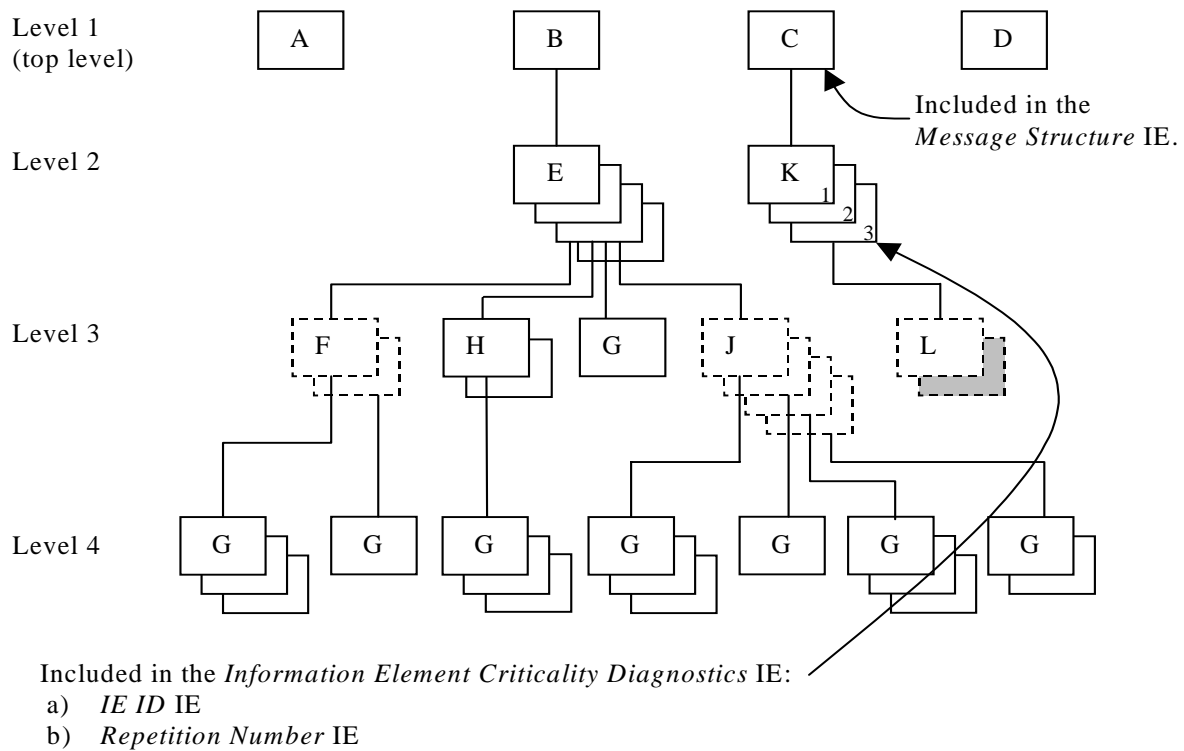 Level 1
(top level)
A
B
C
D
Included in the
Message Structure IE.
Level 2
E
K
1
2
3
Level 3
F
H
G
J
L
Level 4
G
G
G
G
G
G
G
Included in the Information Element Criticality Diagnostics IE:
a) IE ID IE
b) Repetition Number IE